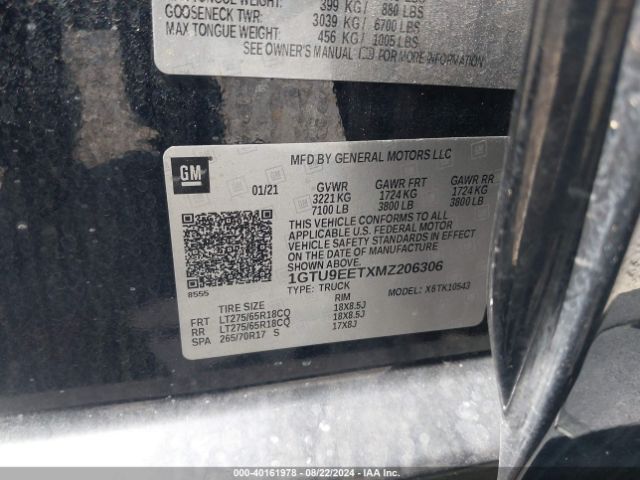 TONGUE WEIGHT: 399 KG/ 880 LBS
GOOSENECK TWR: 3039 KG/ 6700 LBS
MAX TONGUE WEIGHT: 456 KG/ 1005 LBS
SEE OWNER'S MANUAL FOR MORE INFORMATION
GM
MFD BY GENERAL MOTORS LLC
01/21 GVWR GAWR FRT GAWR RR
3221 KG 1724 KG 1724 KG
7100 LB 3800 LB 3800 LB
THIS VEHICLE CONFORMS TO ALL
APPLICABLE U.S. FEDERAL MOTOR
VEHICLE SAFETY STANDARDS IN EFFECT
ON THE DATE OF MANUFACTURE
SHOWN ABOVE.
1GTU9EETXMZ206306
8555 TYPE: TRUCK MODEL: X6TK10543
TIRE SIZE RIM
FRT LT275/65R18CQ 18X8.5J
RR LT275/65R18CQ 18X8.5J
SPA 265/70R17 S 17X8J
000-40161978 - 08/22/2024 - IAAI.COM